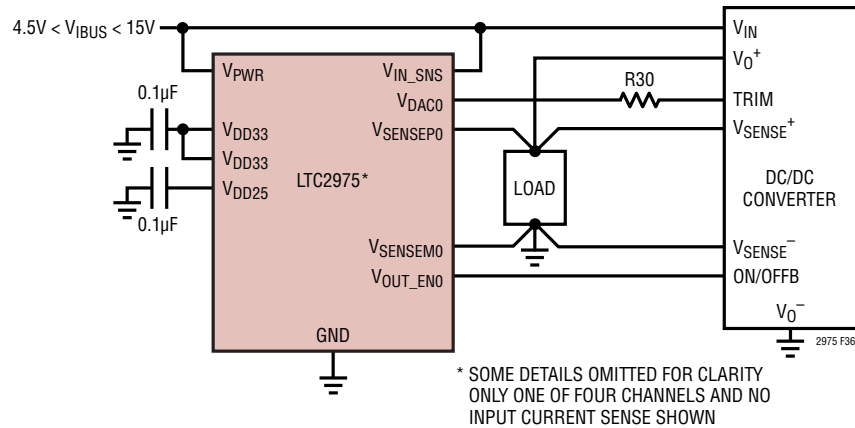 4.5V < VIBUS < 15V
VPWR
VIN_SNS
VIN
VO+
0.1µF
VDAC0
R30
TRIM
VDD33
VSENSEP0
VSENSE+
VDD33
LTC2975*
LOAD
DC/DC
CONVERTER
VDD25
0.1µF
VSENSEM0
VSENSE–
VOUT_EN0
ON/OFFB
VO–
GND
2975 F36
* SOME DETAILS OMITTED FOR CLARITY
ONLY ONE OF FOUR CHANNELS AND NO
INPUT CURRENT SENSE SHOWN